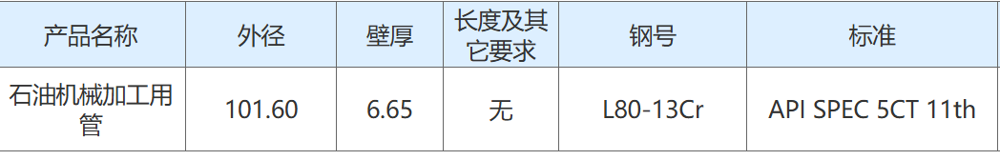 产品名称 外径 壁厚 长度及其它要求 钢号 标准
石油机械加工用管 101.60 6.65 无 L80-13Cr API SPEC 5CT 11th